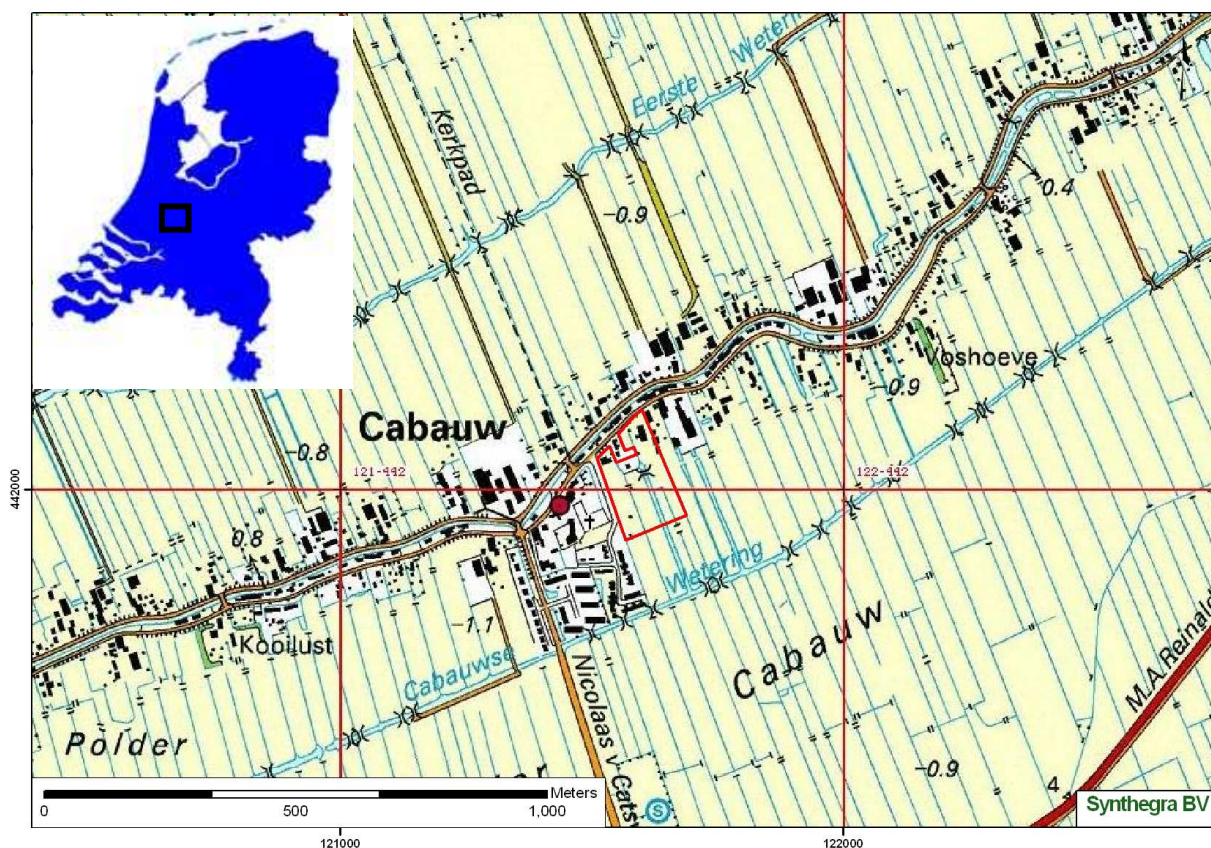 Eerste Wetering
Kerkpad
-0.9
0.4
Voshoeve
-0.9
Cabauw
-0.8
121-442
122-442
442000
0.8
Wetering
-1.1
Kooilust
Cabauwse
Cabauw
Nicolaas v Cats
M.A. Reinald
Polder
-0.9
4
Meters
0
500
1,000
S
Synthegra BV
121000
122000